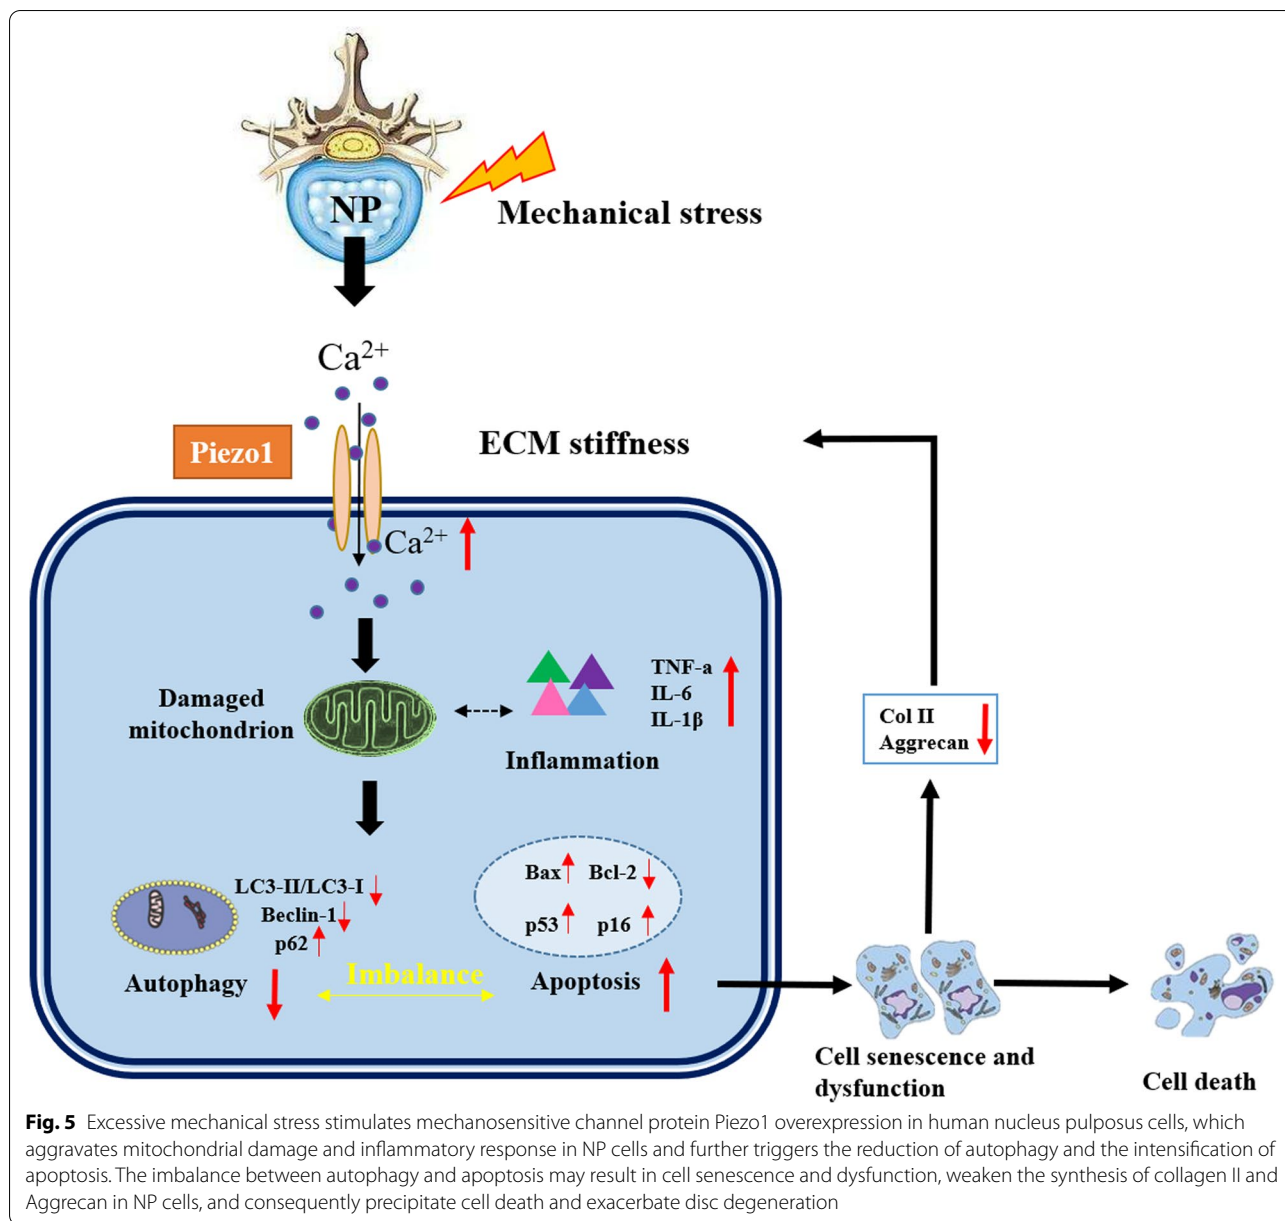 NP
Mechanical stress
Ca2+
Piezo1
ECM stiffness
Ca2+
Damaged
mitochondrion
TNF-a
IL-6
IL-1β
Inflammation
Col II
Aggrecan
LC3-II/LC3-I
Beclin-1
p62
Autophagy
Imbalance
Bax
Bcl-2
p53
p16
Apoptosis
Cell senescence and
dysfunction
Cell death
Fig. 5 Excessive mechanical stress stimulates mechanosensitive channel protein Piezo1 overexpression in human nucleus pulposus cells, which
aggravates mitochondrial damage and inflammatory response in NP cells and further triggers the reduction of autophagy and the intensification of
apoptosis. The imbalance between autophagy and apoptosis may result in cell senescence and dysfunction, weaken the synthesis of collagen II and
Aggrecan in NP cells, and consequently precipitate cell death and exacerbate disc degeneration